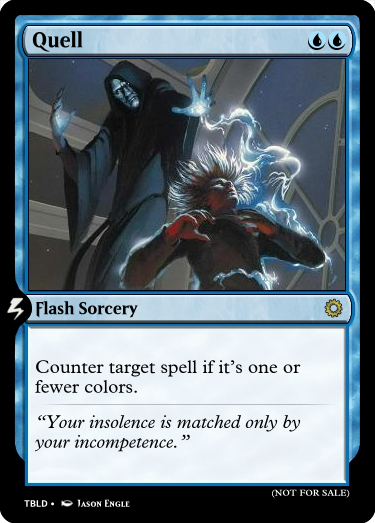 Quell
Flash Sorcery
Counter target spell if it's one or
fewer colors.
“Your insolence is matched only by
your incompetence.”
(NOT FOR SALE)
TBLD • Jason Engle